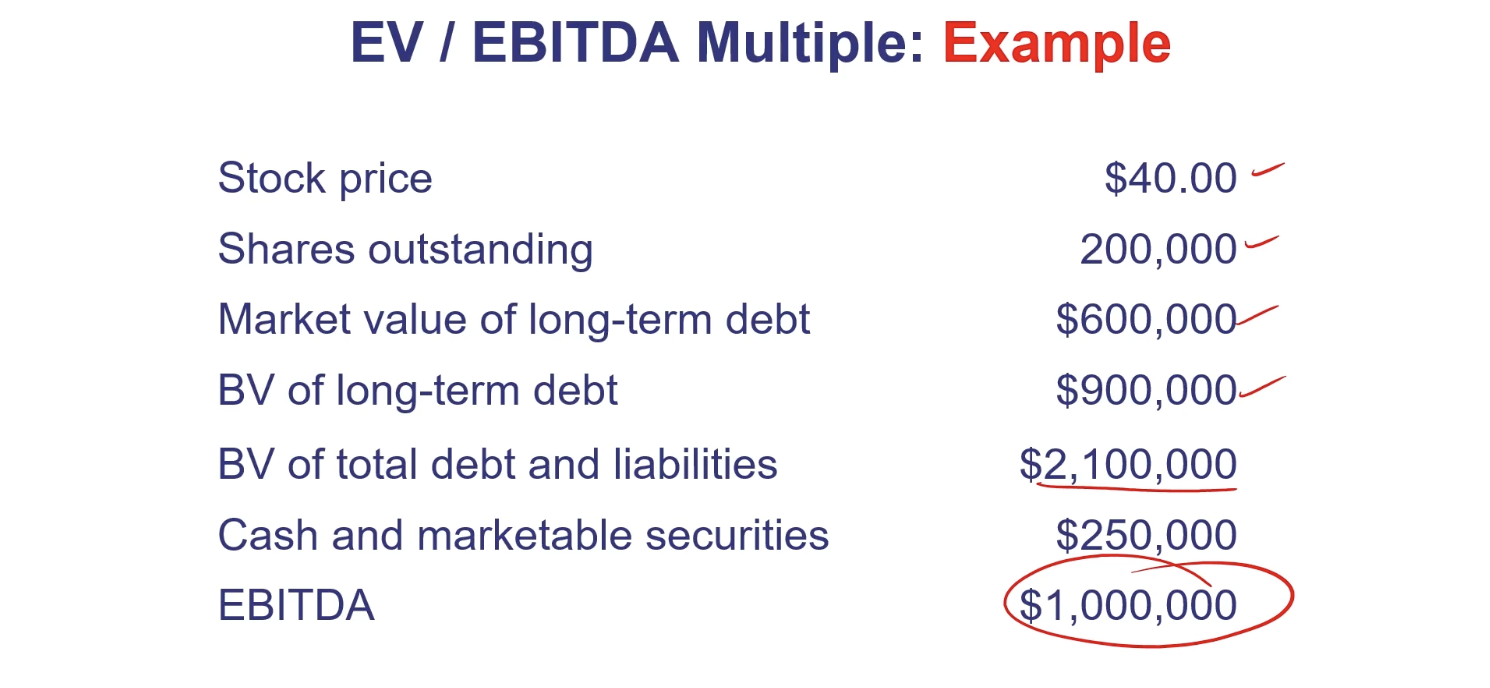 EV / EBITDA Multiple: Example
Stock price $40.00
Shares outstanding 200,000
Market value of long-term debt $600,000
BV of long-term debt $900,000
BV of total debt and liabilities $2,100,000
Cash and marketable securities $250,000
EBITDA $1,000,000